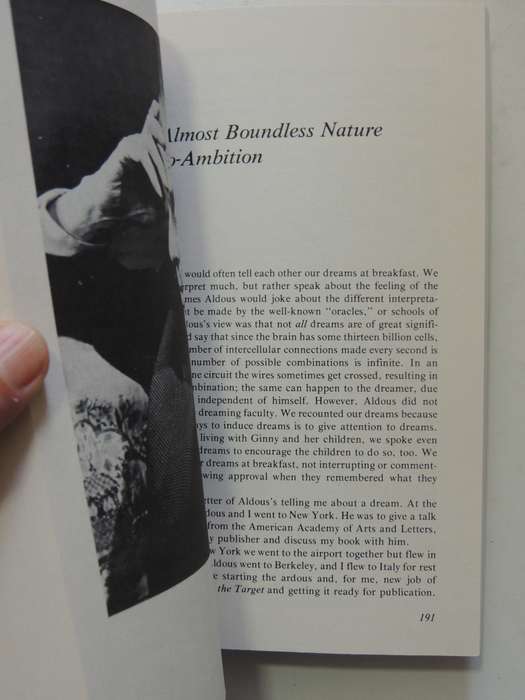 Almost Boundless Nature
o-Ambition
would often tell each other our dreams at breakfast. We
rpret much, but rather speak about the feeling of the
mes Aldous would joke about the different interpreta-
t be made by the well-known "oracles," or schools of
dous's view was that not all dreams are of great signifi-
d say that since the brain has some thirteen billion cells,
mber of intercellular connections made every second is
number of possible combinations is infinite. In an
ne circuit the wires sometimes get crossed, resulting in
mbination; the same can happen to the dreamer, due
independent of himself. However, Aldous did not
dreaming faculty. We recounted our dreams because
ays to induce dreams is to give attention to dreams.
living with Ginny and her children, we spoke even
dreams to encourage the children to do so, too. We
r dreams at breakfast, not interrupting or comment-
wing approval when they remembered what they
etter of Aldous's telling me about a dream. At the
dous and I went to New York. He was to give a talk
from the American Academy of Arts and Letters,
y publisher and discuss my book with him.
w York we went to the airport together but flew in
Aldous went to Berkeley, and I flew to Italy for rest
e starting the ardous and, for me, new job of
the Target and getting it ready for publication.
191